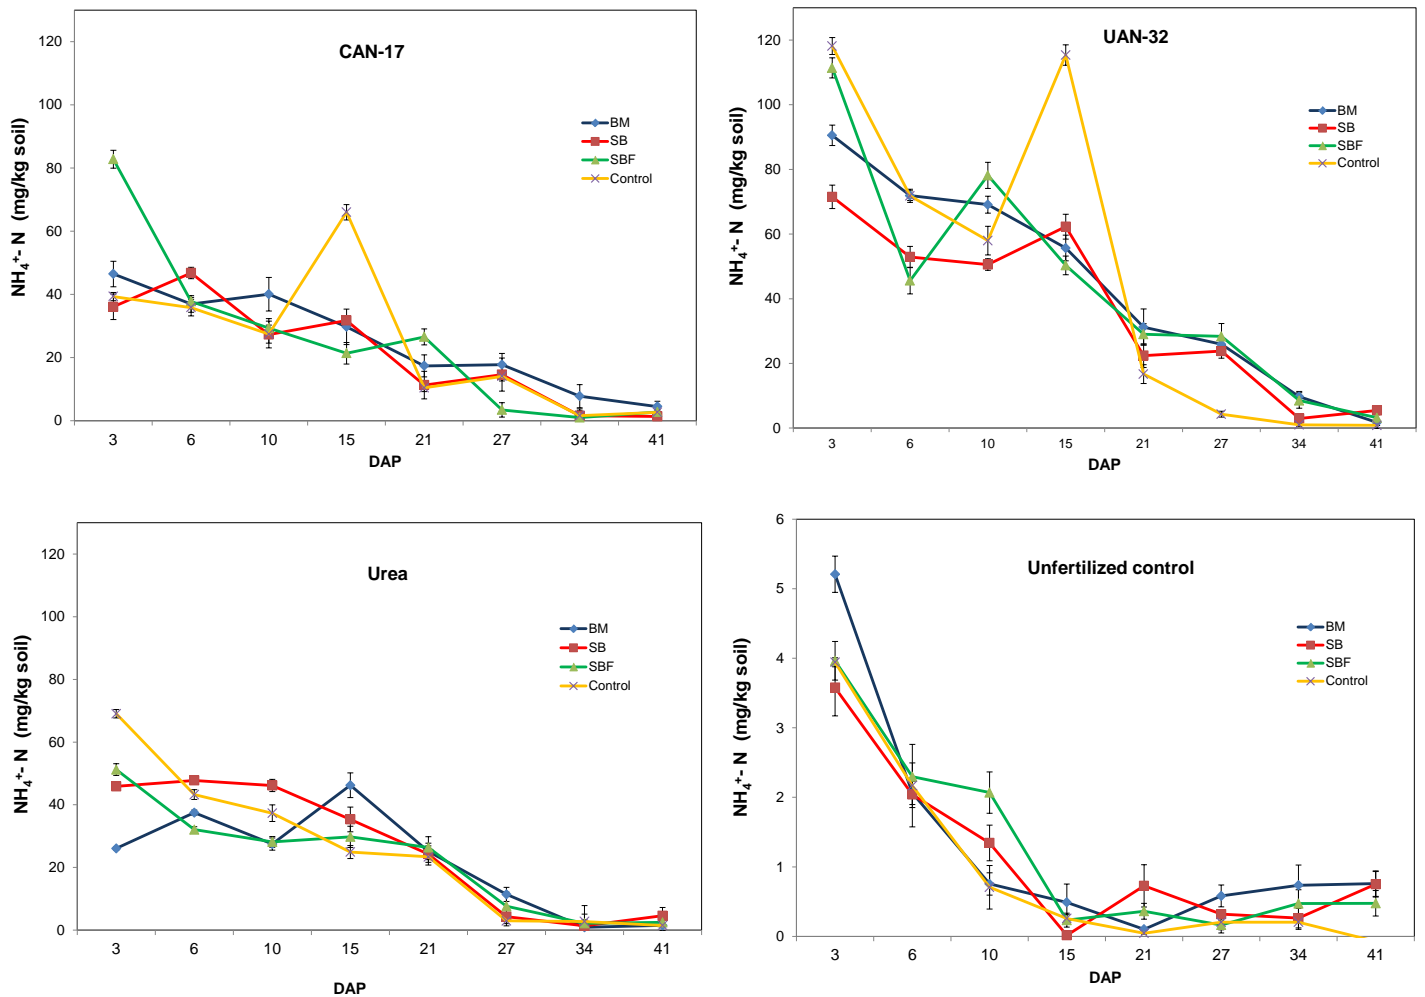 CAN-17
NH₄⁺- N (mg/kg soil)
120
100
80
60
40
20
0
BM
SB
SBF
Control
3 6 10 15 21 27 34 41
DAP
UAN-32
NH₄⁺- N (mg/kg soil)
120
100
80
60
40
20
0
BM
SB
SBF
Control
3 6 10 15 21 27 34 41
DAP
Urea
NH₄⁺- N (mg/kg soil)
120
100
80
60
40
20
0
BM
SB
SBF
Control
3 6 10 15 21 27 34 41
DAP
Unfertilized control
NH₄⁺- N (mg/kg soil)
6
5
4
3
2
1
0
BM
SB
SBF
Control
3 6 10 15 21 27 34 41
DAP